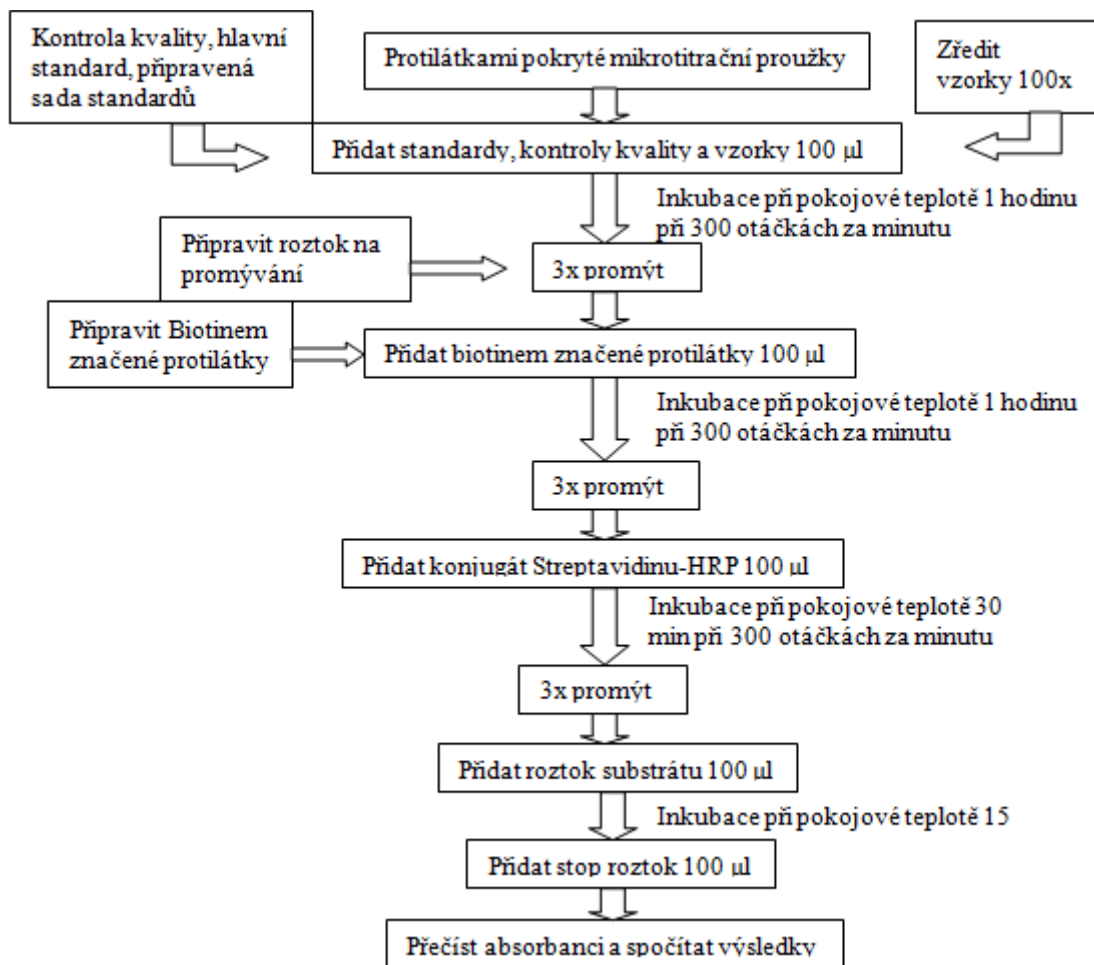 Kontrola kvality, hlavní
standard, připravená
sada standardů
Protilátkami pokryté mikrotitrační proužky
Zředit
vzorky 100x
Přidat standardy, kontroly kvality a vzorky 100 µl
Inkubace při pokojové teplotě 1 hodinu
při 300 otáčkách za minutu
Připravit roztok na
promývání
3x promýt
Připravit Biotinem
značené protilátky
Přidat biotinem značené protilátky 100 µl
Inkubace při pokojové teplotě 1 hodinu
při 300 otáčkách za minutu
3x promýt
Přidat konjugát Streptavidinu-HRP 100 µl
Inkubace při pokojové teplotě 30
min při 300 otáčkách za minutu
3x promýt
Přidat roztok substrátu 100 µl
Inkubace při pokojové teplotě 15
Přidat stop roztok 100 µl
Přečíst absorbanci a spočítat výsledky